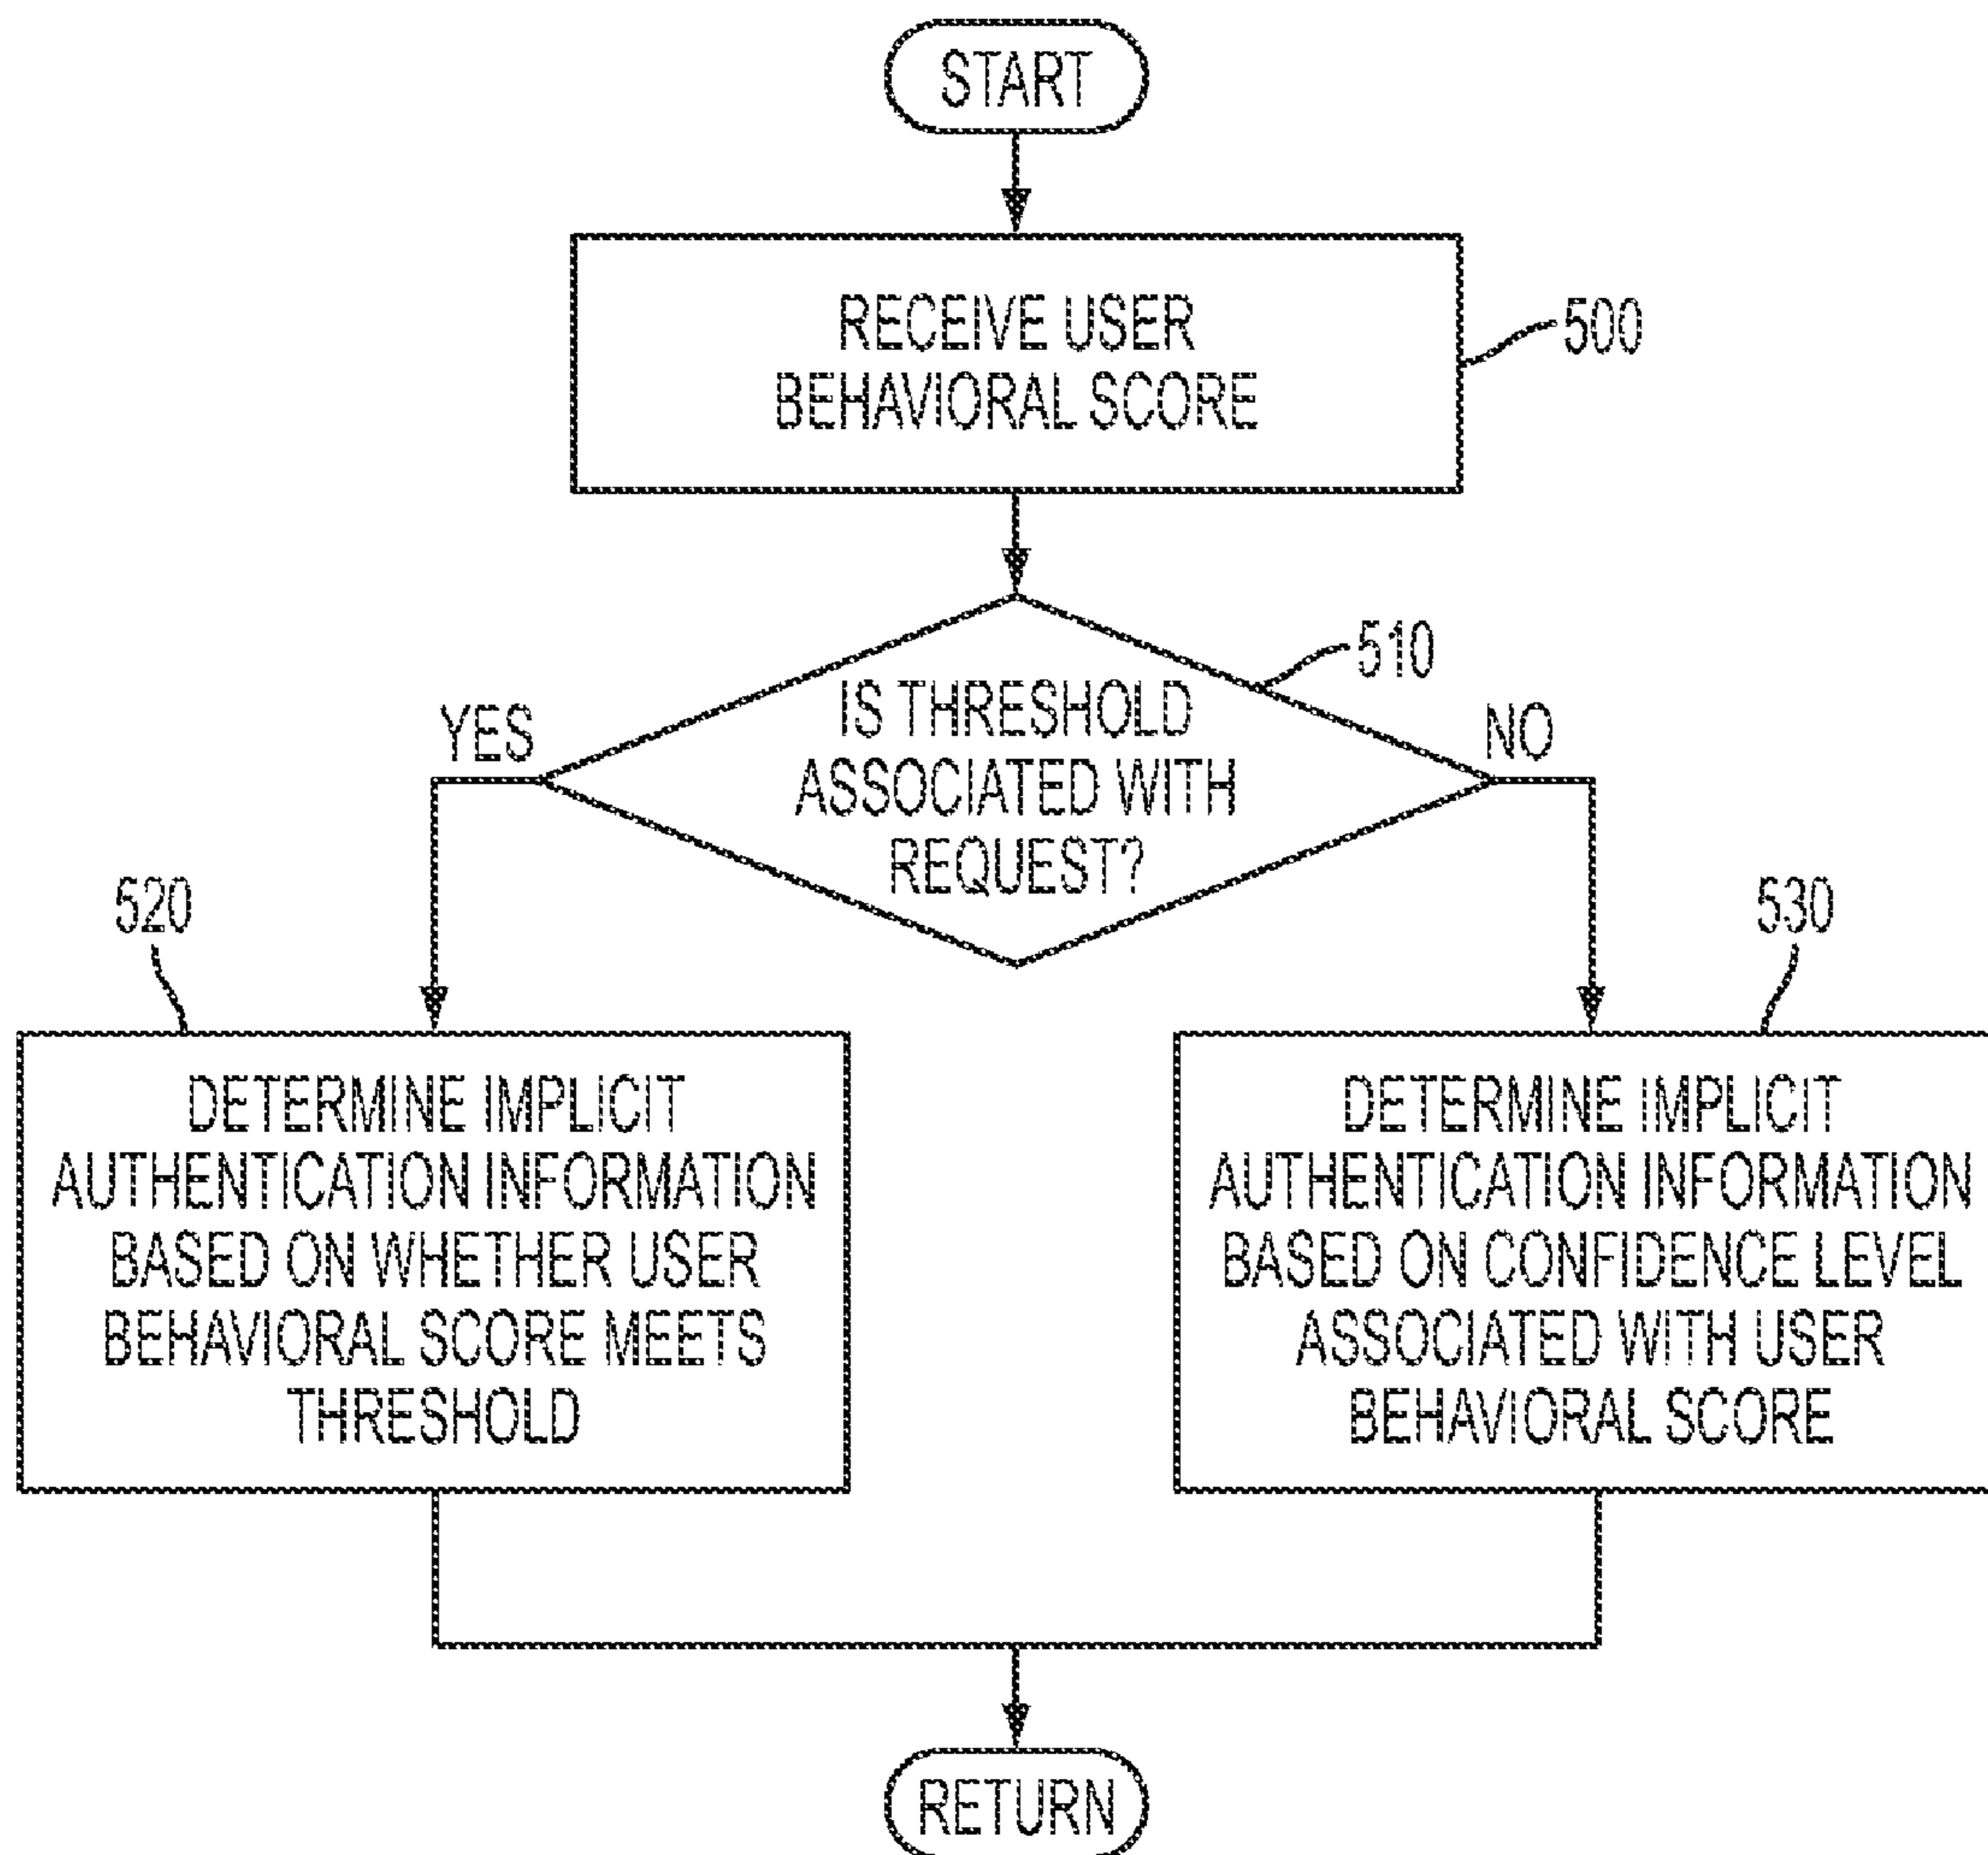 START
RECEIVE USER
BEHAVIORAL SCORE
500
510
IS THRESHOLD
ASSOCIATED WITH
REQUEST?
YES
NO
520
DETERMINE IMPLICIT
AUTHENTICATION INFORMATION
BASED ON WHETHER USER
BEHAVIORAL SCORE MEETS
THRESHOLD
530
DETERMINE IMPLICIT
AUTHENTICATION INFORMATION
BASED ON CONFIDENCE LEVEL
ASSOCIATED WITH USER
BEHAVIORAL SCORE
RETURN